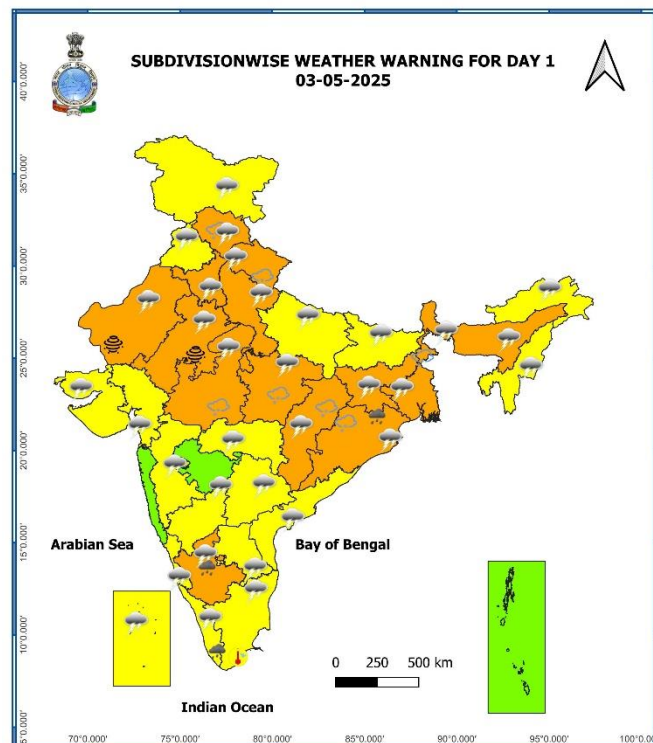 SUBDIVISIONWISE WEATHER WARNING FOR DAY 1
03-05-2025
40°0.000'
35°0.000'
30°0.000'
25°0.000'
20°0.000'
15°0.000'
10°0.000'
5°0.000'
Arabian Sea
Bay of Bengal
0 250 500 km
Indian Ocean
70°0.000' 75°0.000' 80°0.000' 85°0.000' 90°0.000' 95°0.000' 100°0.000'